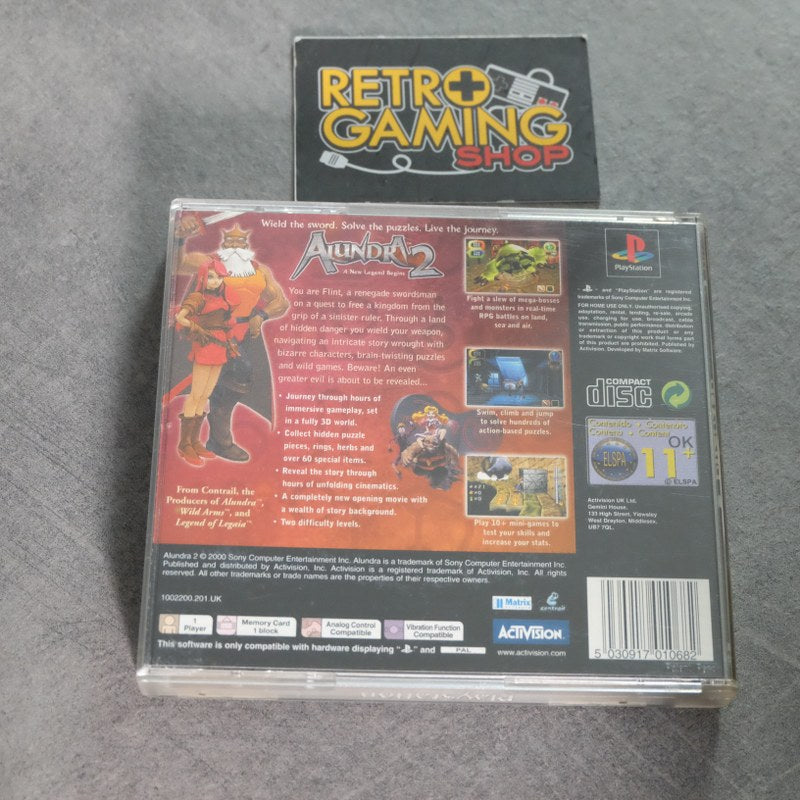 RETRO
GAMING
SHOP
Wield the sword. Solve the puzzles. Live the journey.
ALUNDRA 2
A New Legend Begins
You are Flint, a renegade swordsman
on a quest to free a kingdom from the
grip of a sinister ruler. Through a land
of hidden danger you wield your weapon,
navigating an intricate story wrought with
bizarre characters, brain-twisting puzzles
and wild games. Beware! An even
greater evil is about to be revealed...
• Journey through hours of
immersive gameplay, set
in a fully 3D world.
• Collect hidden puzzle
pieces, rings, herbs and
over 60 special items.
• Reveal the story through
hours of unfolding cinematics.
• A completely new opening movie with
a wealth of story background.
• Two difficulty levels.
From Contrail, the
Producers of Alundra™,
Wild Arms™, and
Legend of Legaia™
Fight a slew of mega-bosses
and monsters in real-time
RPG battles on land,
sea and air.
Swim, climb and jump
to solve hundreds of
action-based puzzles.
Play 10+ mini-games to
test your skills and
increase your stats.
PlayStation
and "PlayStation" are registered
trademarks of Sony Computer Entertainment Inc.
FOR HOME USE ONLY. Unauthorised copying,
adaptation, rental, lending, re-sale, arcade
use, charging for use, broadcast, cable
transmission, public performance, distribution
or extraction of this product or any
trademark or copyright work that forms part
of this product are prohibited. Published by
Activision. Developed by Matrix Software.
COMPACT
disc
Contenido • Contenuto
Contenu • Content
ELSPA
OK
11+
© ELSPA
Activision UK Ltd.
Gemini House,
133 High Street, Yiewsley
West Drayton, Middlesex,
UB7 7QL.
Alundra 2 © 2000 Sony Computer Entertainment Inc. Alundra is a trademark of Sony Computer Entertainment Inc.
Published and distributed by Activision, Inc. Activision is a registered trademark of Activision, Inc. All rights
reserved. All other trademarks or trade names are the properties of their respective owners.
1002200.201.UK
Matrix
contrail
1
Player
Memory Card
1 block
Analog Control
Compatible
Vibration Function
Compatible
ACTIVISION.
www.activision.com
This software is only compatible with hardware displaying " " and PAL
5 030917 010682
PlayStation